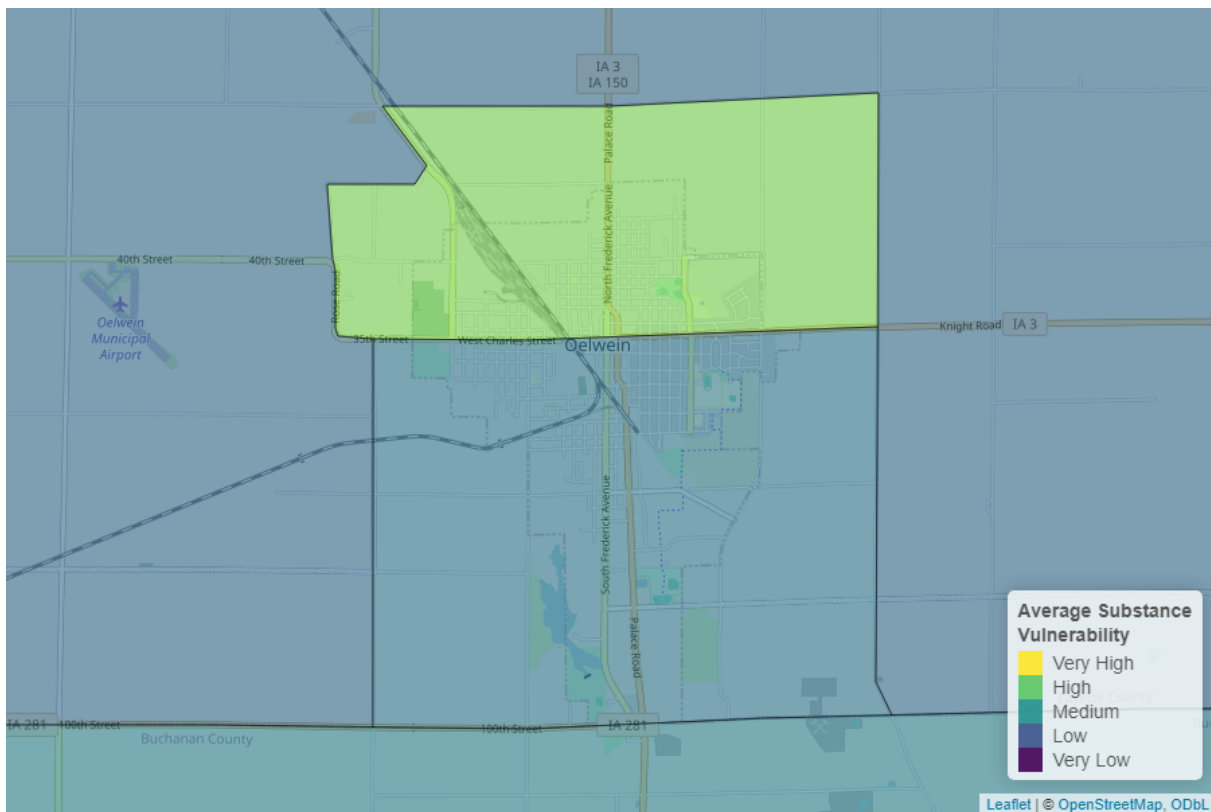 IA 3
IA 150
Palace Road
North Frederick Avenue
40th Street
40th Street
Rose Road
Oelwein
Municipal
Airport
Knight Road
IA 3
35th Street
West Charles Street
Oelwein
South Frederick Avenue
Palace Road
IA 281
100th Street
100th Street
IA 281
Buchanan County
Average Substance
Vulnerability
Very High
High
Medium
Low
Very Low
Leaflet | © OpenStreetMap, ODbL